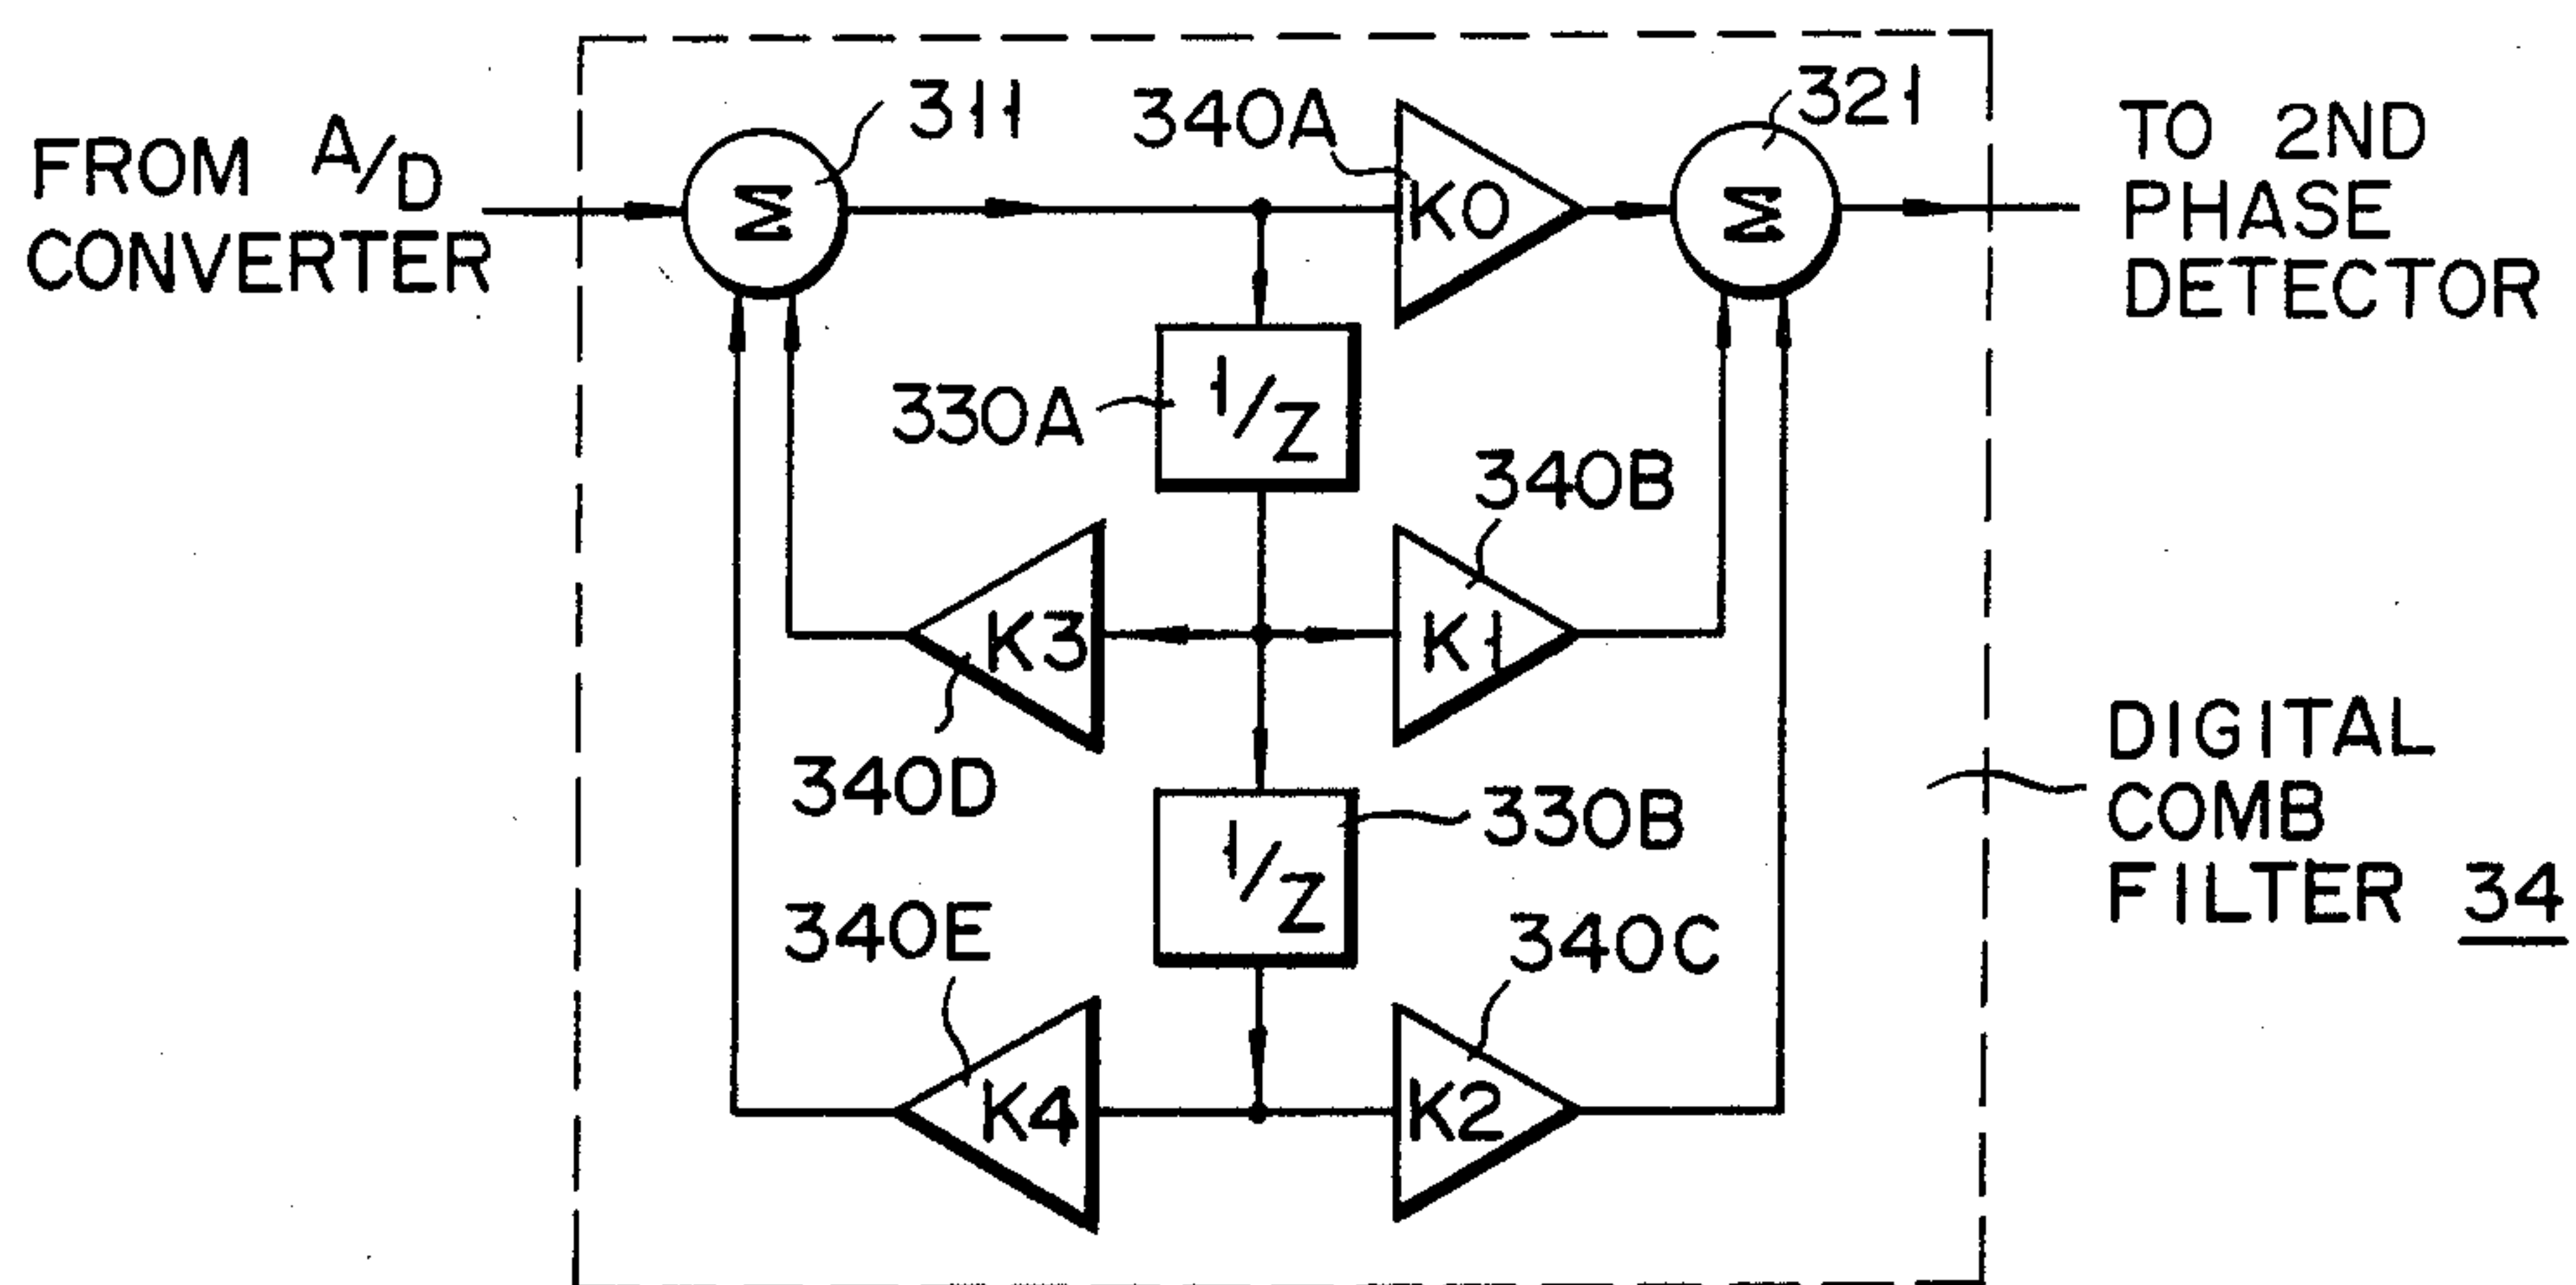 FROM A/D
CONVERTER
Σ
311
340A
K0
Σ
321
TO 2ND
PHASE
DETECTOR
330A
1/Z
340B
K3
K1
340D
1/Z
330B
DIGITAL
COMB
FILTER 34
340E
340C
K4
K2